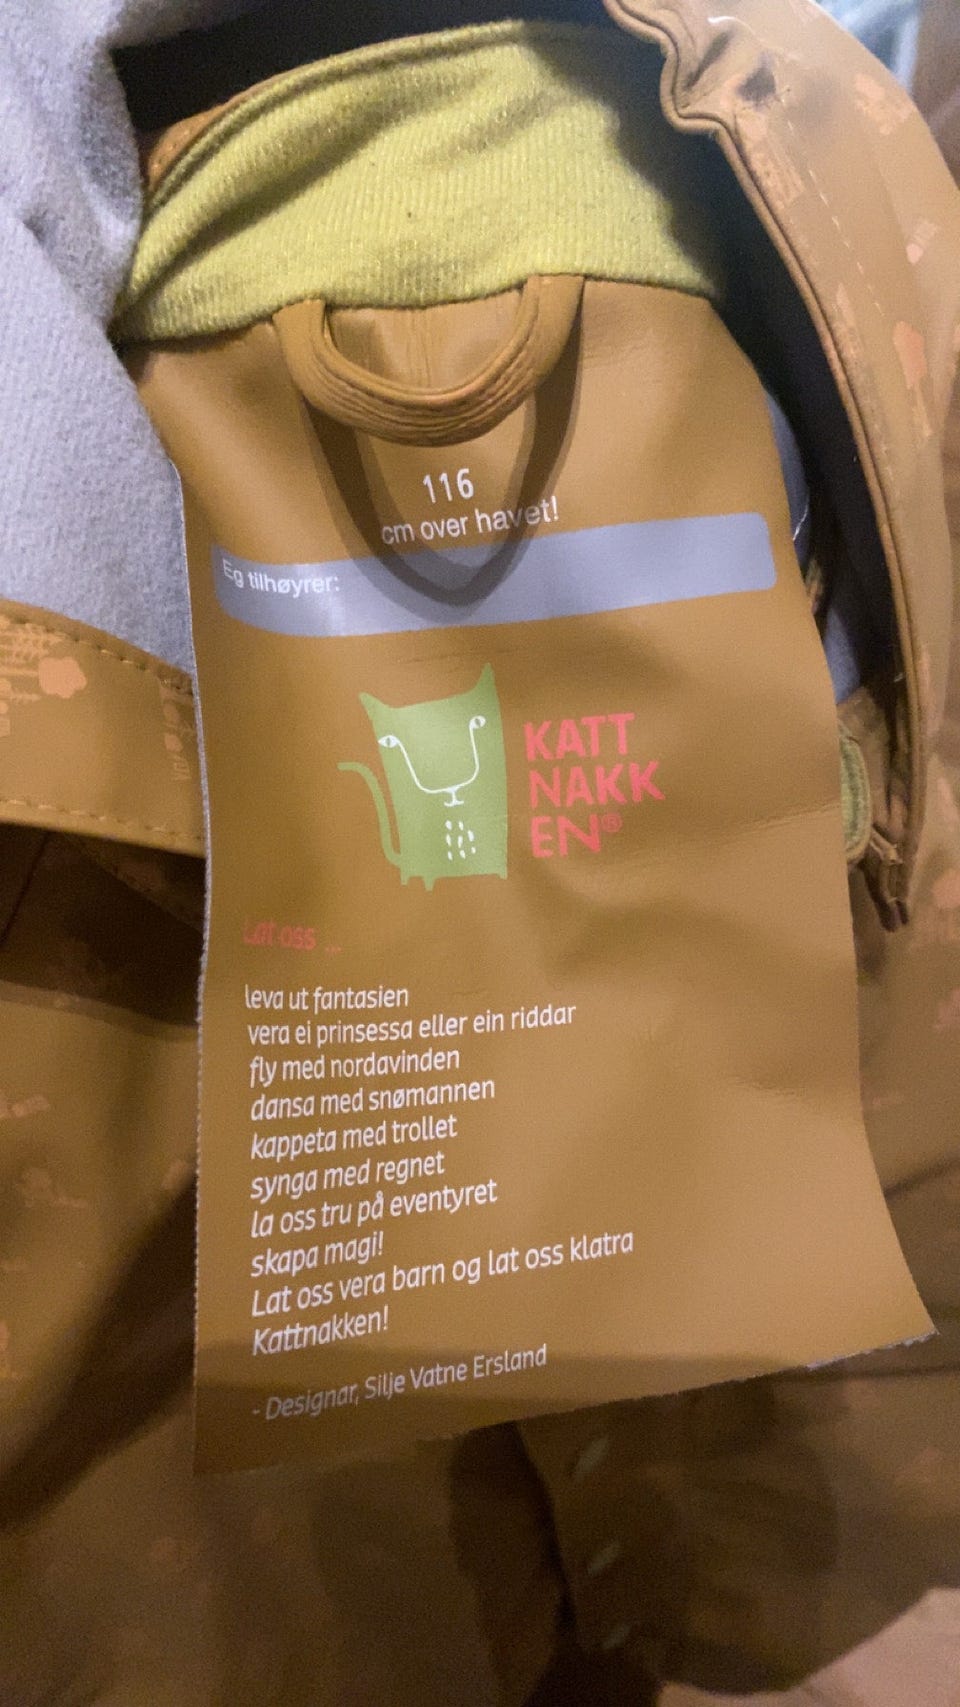 116
cm over havet!
Eg tilhøyrer:
KATT
NAKK
EN®
Lat oss ...
leva ut fantasien
vera ei prinsessa eller ein riddar
fly med nordavinden
dansa med snømannen
kappeta med trollet
synga med regnet
la oss tru på eventyret
skapa magi!
Lat oss vera barn og lat oss klatra
Kattnakken!
- Designar, Silje Vatne Ersland